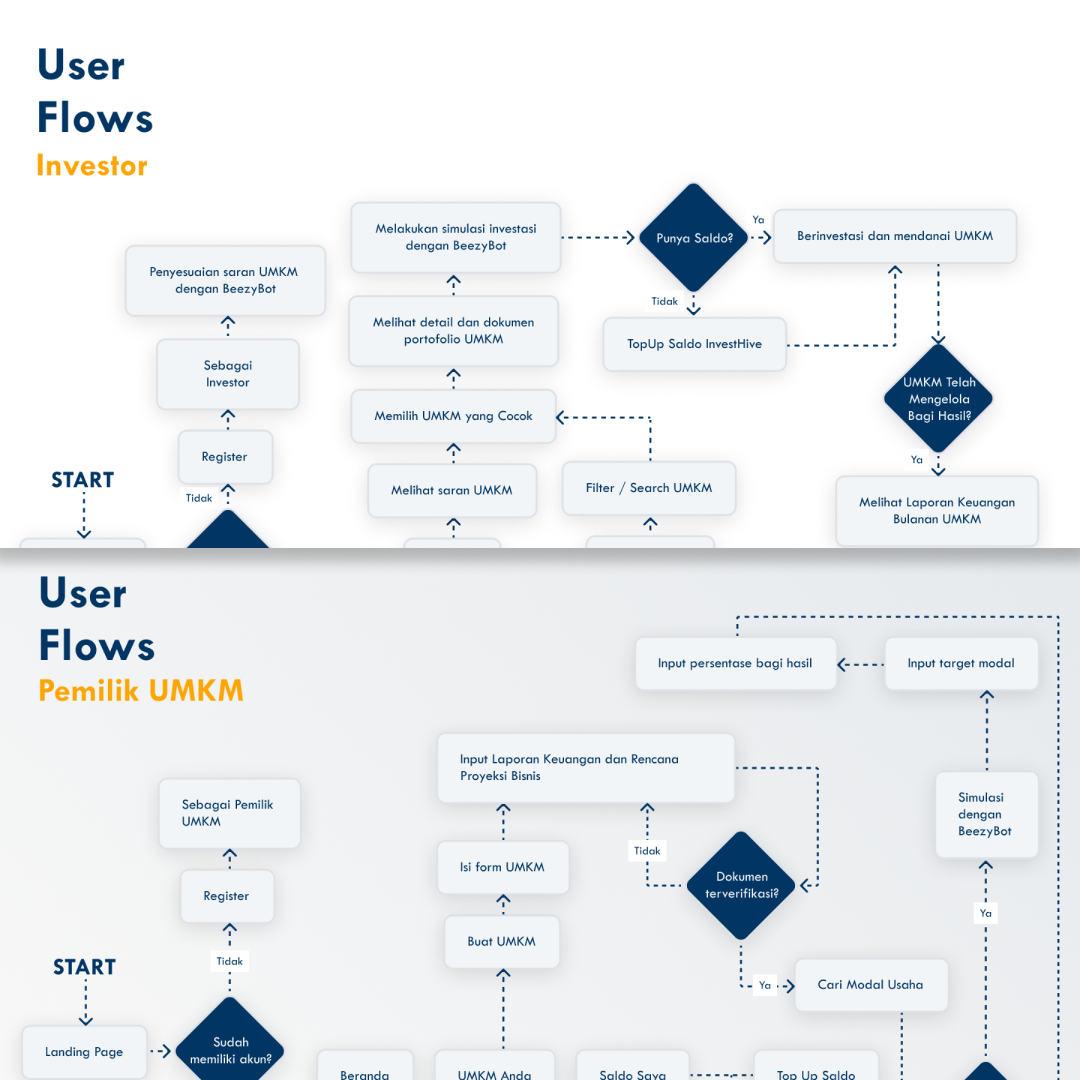 User
Flows
Investor
Melakukan simulasi investasi
dengan BeezyBot
Punya Saldo?
Ya
Berinvestasi dan mendanai UMKM
Penyesuaian saran UMKM
dengan BeezyBot
Tidak
Melihat detail dan dokumen
portofolio UMKM
TopUp Saldo InvestHive
Sebagai
Investor
UMKM Telah
Mengelola
Bagi Hasil?
Memilih UMKM yang Cocok
Register
Ya
START
Melihat saran UMKM
Filter / Search UMKM
Tidak
Melihat Laporan Keuangan
Bulanan UMKM
User
Flows
Pemilik UMKM
Input persentase bagi hasil
Input target modal
Input Laporan Keuangan dan Rencana
Proyeksi Bisnis
Sebagai Pemilik
UMKM
Simulasi
dengan
BeezyBot
Tidak
Isi form UMKM
Dokumen
terverifikasi?
Register
Ya
Buat UMKM
Tidak
START
Ya
Cari Modal Usaha
Landing Page
Sudah
memiliki akun?
Beranda
UMKM Anda
Saldo Saya
Top Up Saldo